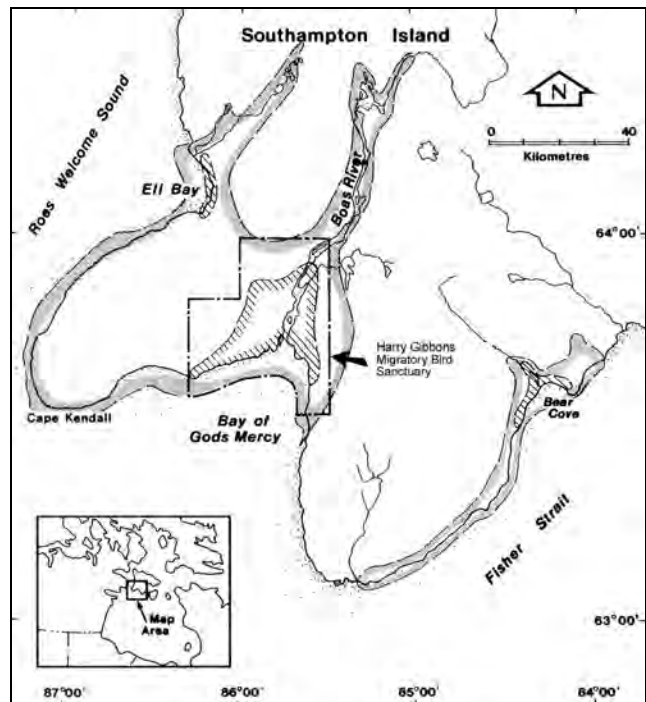 Southampton Island
N
0 40
Kilometres
Roes Welcome Sound
Ell Bay
Boas River
64°00'
Harry Gibbons
Migratory Bird
Sanctuary
Cape Kendall
Bay of
Gods Mercy
Bear
Cove
Fisher Strait
Map
Area
63°00'
87°00' 86°00' 85°00' 64°00'